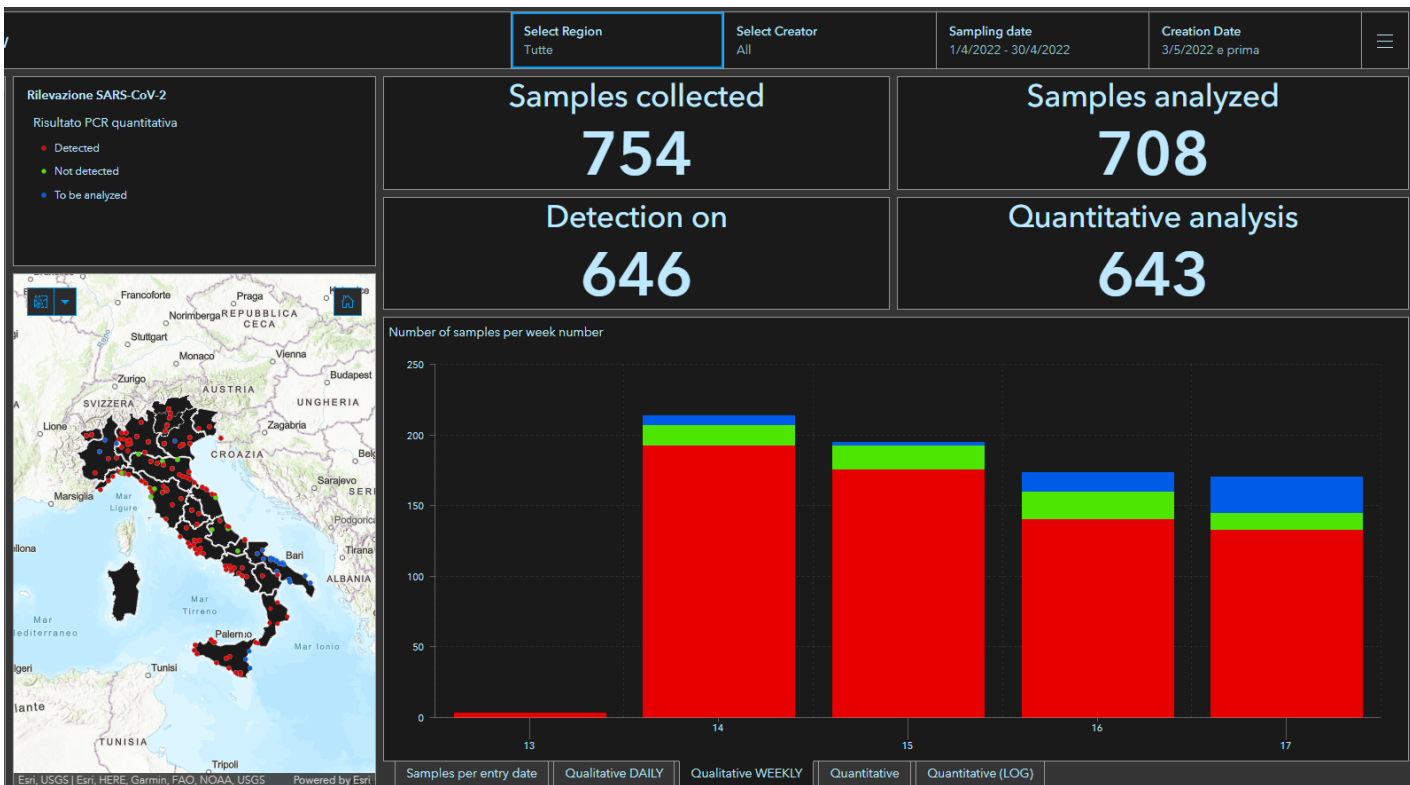 Select Region
Tutte
Select Creator
All
Sampling date
1/4/2022 - 30/4/2022
Creation Date
3/5/2022 e prima
Rilevazione SARS-CoV-2
Risultato PCR quantitativa
Detected
Not detected
To be analyzed
Samples collected
754
Samples analyzed
708
Detection on
646
Quantitative analysis
643
Francoforte
Praga
Norimberga
REPUBBLICA
CECA
Stuttgart
Reno
Monaco
Vienna
Zurigo
Budapest
AUSTRIA
SVIZZERA
UNGHERIA
Lione
Zagabria
CROAZIA
Sarajevo
Marsiglia
Mar
Ligure
Podgorica
Bari
Tirana
ALBANIA
Mar
Tirreno
Mar
Palermo
Mar Ionio
Tunisi
TUNISIA
Tripoli
Esri, USGS | Esri, HERE, Garmin, FAO, NOAA, USGS
Powered by Esri
Number of samples per week number
250
200
150
100
50
0
13
14
15
16
17
Samples per entry date
Qualitative DAILY
Qualitative WEEKLY
Quantitative
Quantitative (LOG)